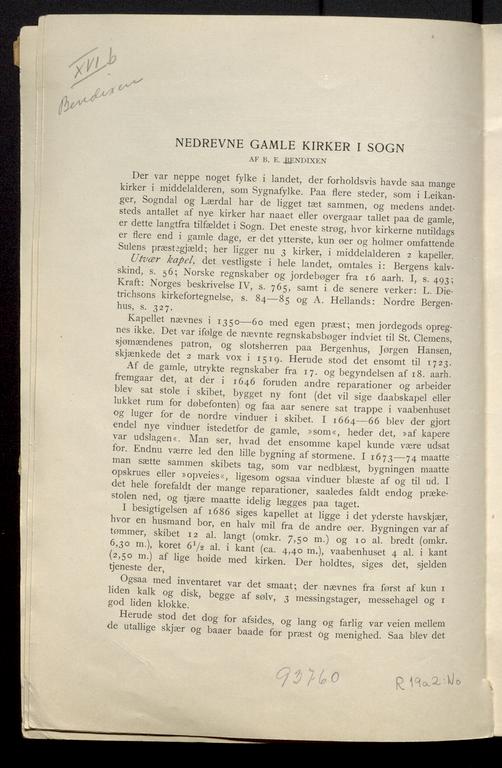 XVI b
Bendixen
NEDREVNE GAMLE KIRKER I SOGN
AF B. E. BENDIXEN
Der var neppe noget fylke i landet, der forholdsvis havde saa mange
kirker i middelalderen, som Sygnafylke. Paa flere steder, som i Leikan-
ger, Sogndal og Lærdal har de ligget tæt sammen, og medens andet-
steds antallet af nye kirker har naaet eller overgaar tallet paa de gamle,
er dette langtfra tilfældet i Sogn. Det eneste strøg, hvor kirkerne nutildags
er flere end i gamle dage, er det ytterste, kun øer og holmer omfattende
Sulens præstegjæld; her ligger nu 3 kirker, i middelalderen 2 kapeller.
Utvær kapel, det vestligste i hele landet, omtales i: Bergens kalv-
skind, s. 56; Norske regnskaber og jordebøger fra 16 aarh. I, s. 493;
Kraft: Norges beskrivelse IV, s. 765, samt i de senere verker: L. Die-
trichsons kirkefortegnelse, s. 84—85 og A. Hellands: Nordre Bergen-
hus, s. 327.
Kapellet nævnes i 1350—60 med egen præst; men jordegods opreg-
nes ikke. Det var ifølge de nævnte regnskabsbøger indviet til St. Clemens,
sjømændenes patron, og slotsherren paa Bergenhus, Jørgen Hansen,
skjænkede det 2 mark vox i 1519. Herude stod det ensomt til 1723.
Af de gamle, utrykte regnskaber fra 17. og begyndelsen af 18. aarh.
fremgaar det, at der i 1646 foruden andre reparationer og arbeider
blev sat stole i skibet, bygget ny font (det vil sige daabskapel eller
lukket rum for døbefonten) og faa aar senere sat trappe i vaabenhuset
og luger for de nordre vinduer i skibet. I 1664—66 blev der gjort
endel nye vinduer istedetfor de gamle, »som«, heder det, »af kapere
var udslagen«. Man ser, hvad det ensomme kapel kunde være udsat
for. Endnu værre led den lille bygning af stormene. I 1673—74 maatte
man sætte sammen skibets tag, som var nedblæst, bygningen maatte
opskrues eller »opveies«, ligesom ogsaa vinduer blæste af og til ud. I
det hele forefaldt der mange reparationer, saaledes faldt endog præke-
stolen ned, og tjære maatte idelig lægges paa taget.
I besigtigelsen af 1686 siges kapellet at ligge i det yderste havskjær,
hvor en husmand bor, en halv mil fra de andre øer. Bygningen var af
tømmer, skibet 12 al. langt (omkr. 7,50 m.) og 10 al. bredt (omkr.
6,30 m.), koret 6 1/2 al. i kant (ca. 4,40 m.), vaabenhuset 4 al. i kant
(2,50 m.) af lige høide med kirken. Der holdtes, siges det, sjelden
tjeneste der,
Ogsaa med inventaret var det smaat; der nævnes fra først af kun 1
liden kalk og disk, begge af sølv, 3 messingstager, messehagel og 1
god liden klokke.
Herude stod det dog for afsides, og lang og farlig var veien mellem
de utallige skjær og baaer baade for præst og menighed. Saa blev det
93760
R 19a2:No